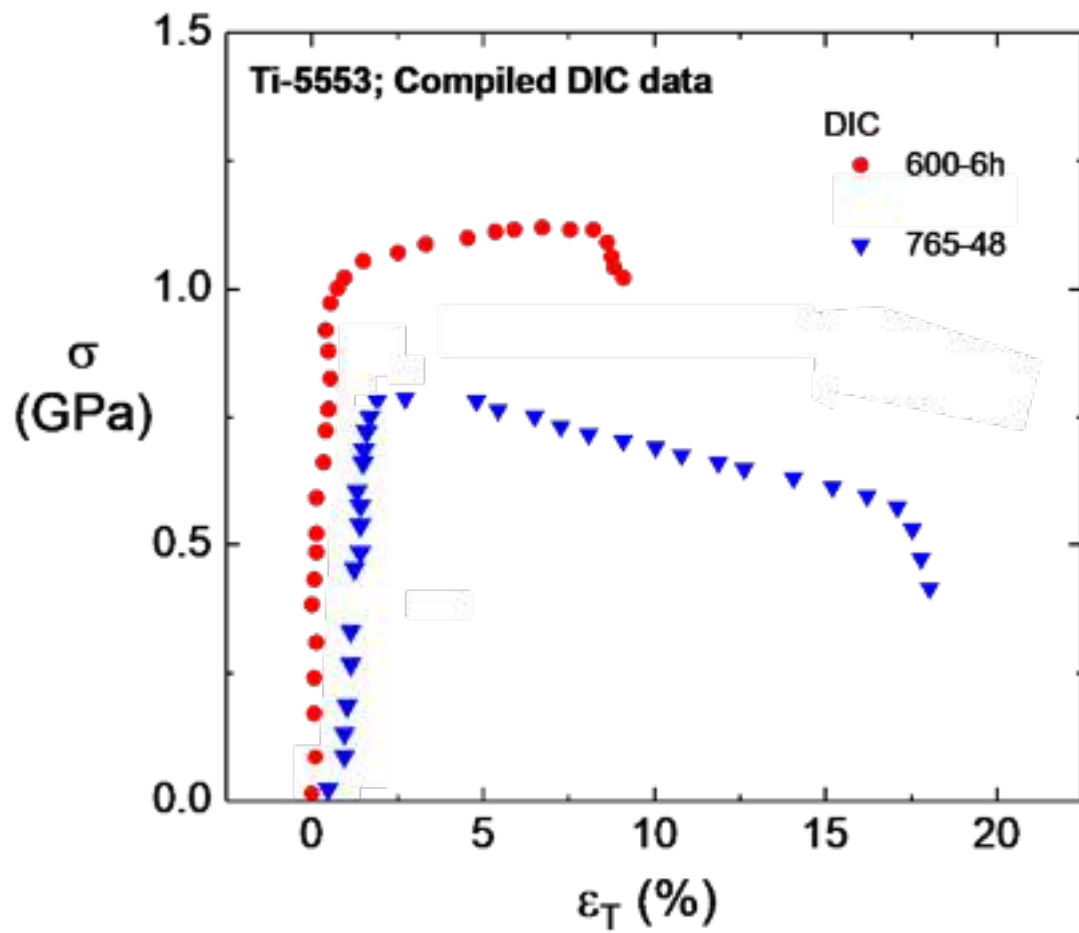 1.5
Ti-5553; Compiled DIC data
DIC
600-6h
765-48
1.0
σ
(GPa)
0.5
0.0
0 5 10 15 20
ε_T (%)